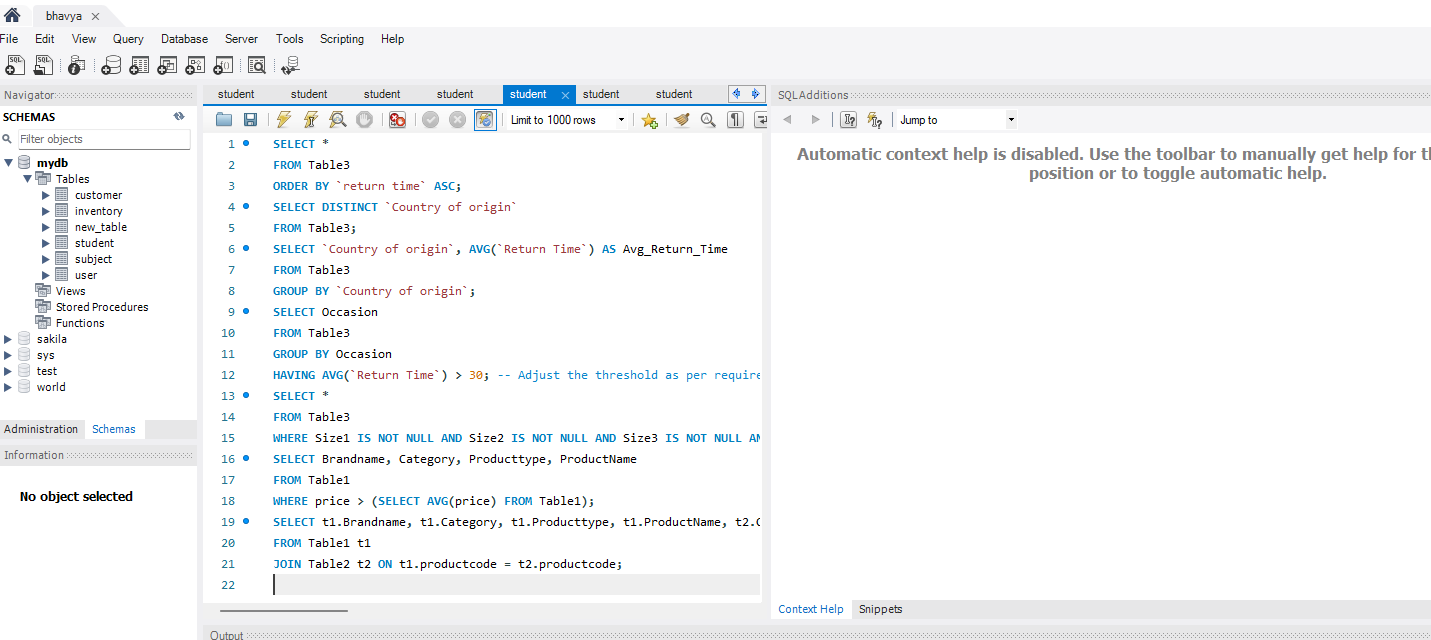 bhavya
File Edit View Query Database Server Tools Scripting Help
Navigator
SCHEMAS
Filter objects
mydb
Tables
customer
inventory
new_table
student
subject
user
Views
Stored Procedures
Functions
sakila
sys
test
world
Administration Schemas
Information
No object selected
student student student student student student student
Limit to 1000 rows
1 SELECT *
2 FROM Table3
3 ORDER BY `return time` ASC;
4 SELECT DISTINCT `Country of origin`
5 FROM Table3;
6 SELECT `Country of origin`, AVG(`Return Time`) AS Avg_Return_Time
7 FROM Table3
8 GROUP BY `Country of origin`;
9 SELECT Occasion
10 FROM Table3
11 GROUP BY Occasion
12 HAVING AVG(`Return Time`) > 30; -- Adjust the threshold as per require
13 SELECT *
14 FROM Table3
15 WHERE Size1 IS NOT NULL AND Size2 IS NOT NULL AND Size3 IS NOT NULL AN
16 SELECT Brandname, Category, Producttype, ProductName
17 FROM Table1
18 WHERE price > (SELECT AVG(price) FROM Table1);
19 SELECT t1.Brandname, t1.Category, t1.Producttype, t1.ProductName, t2.
20 FROM Table1 t1
21 JOIN Table2 t2 ON t1.productcode = t2.productcode;
22
Output
SQLAdditions
Jump to
Automatic context help is disabled. Use the toolbar to manually get help for
position or to toggle automatic help.
Context Help Snippets